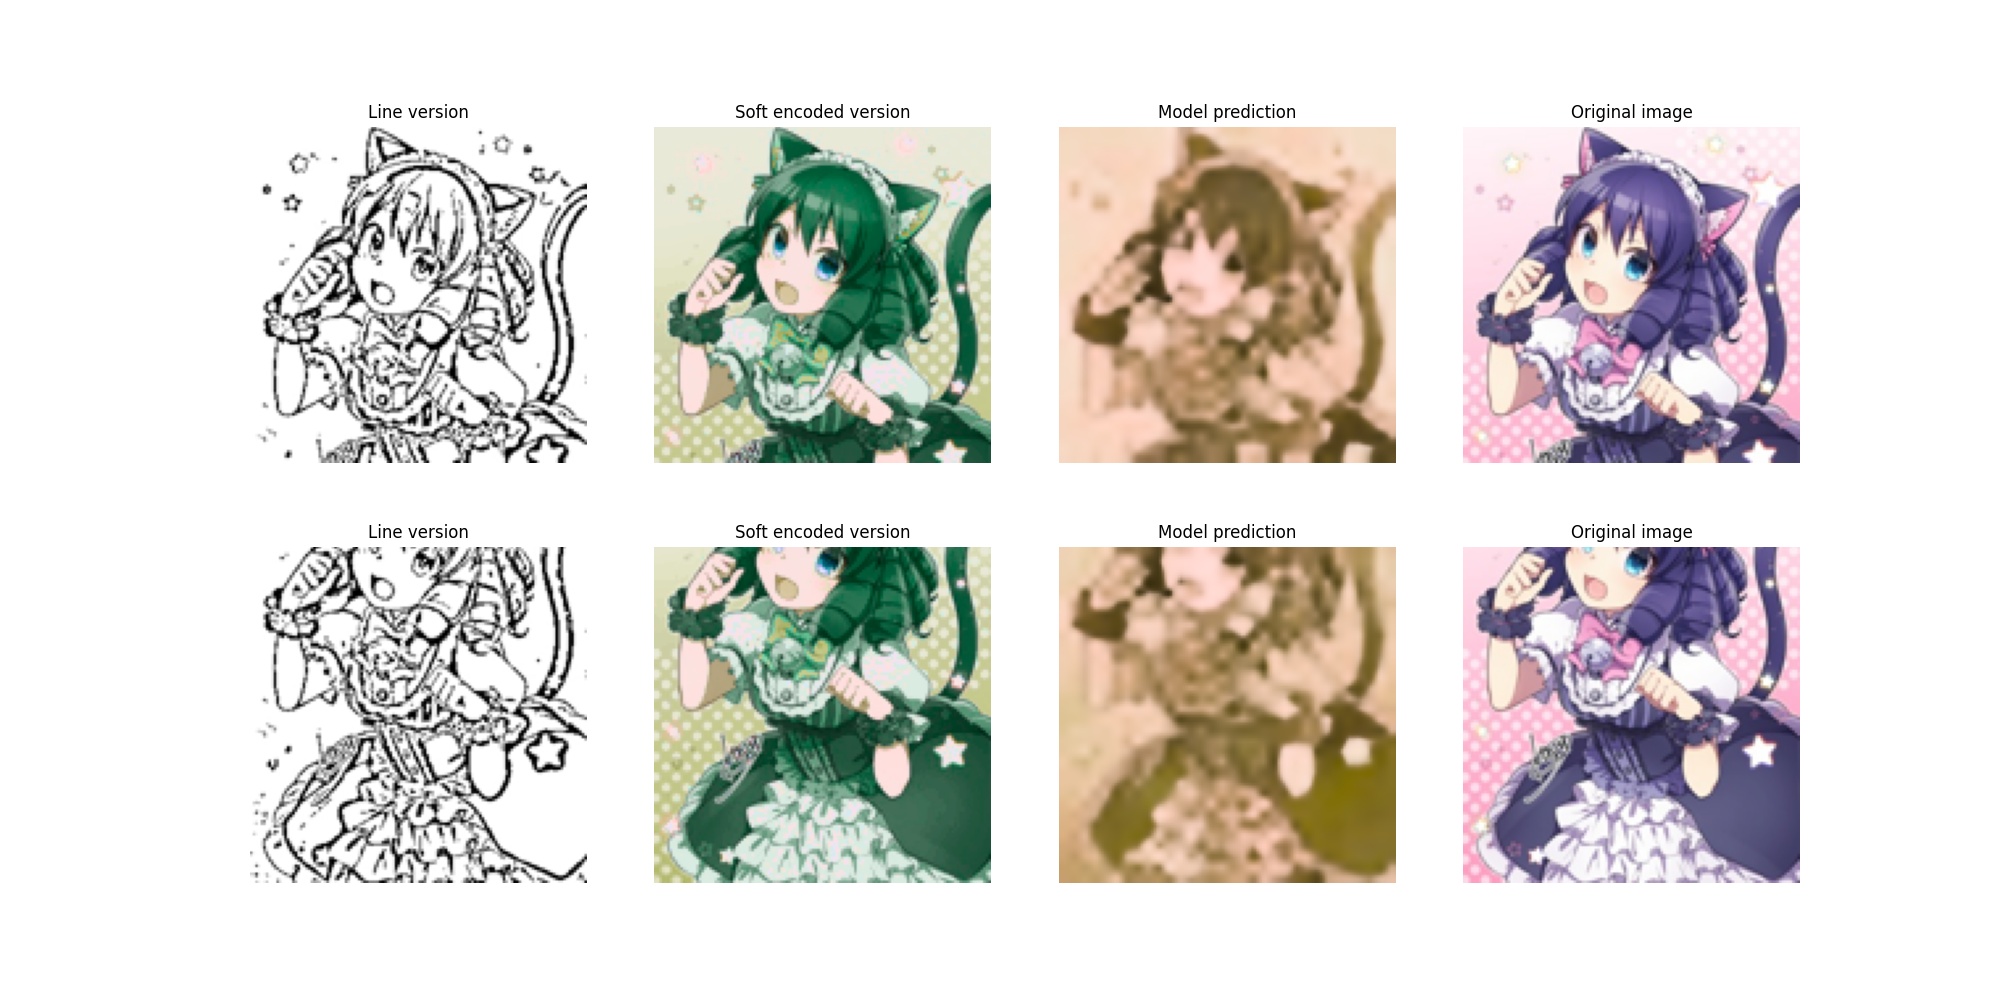 Line version
Soft encoded version
Model prediction
Original image
Line version
Soft encoded version
Model prediction
Original image